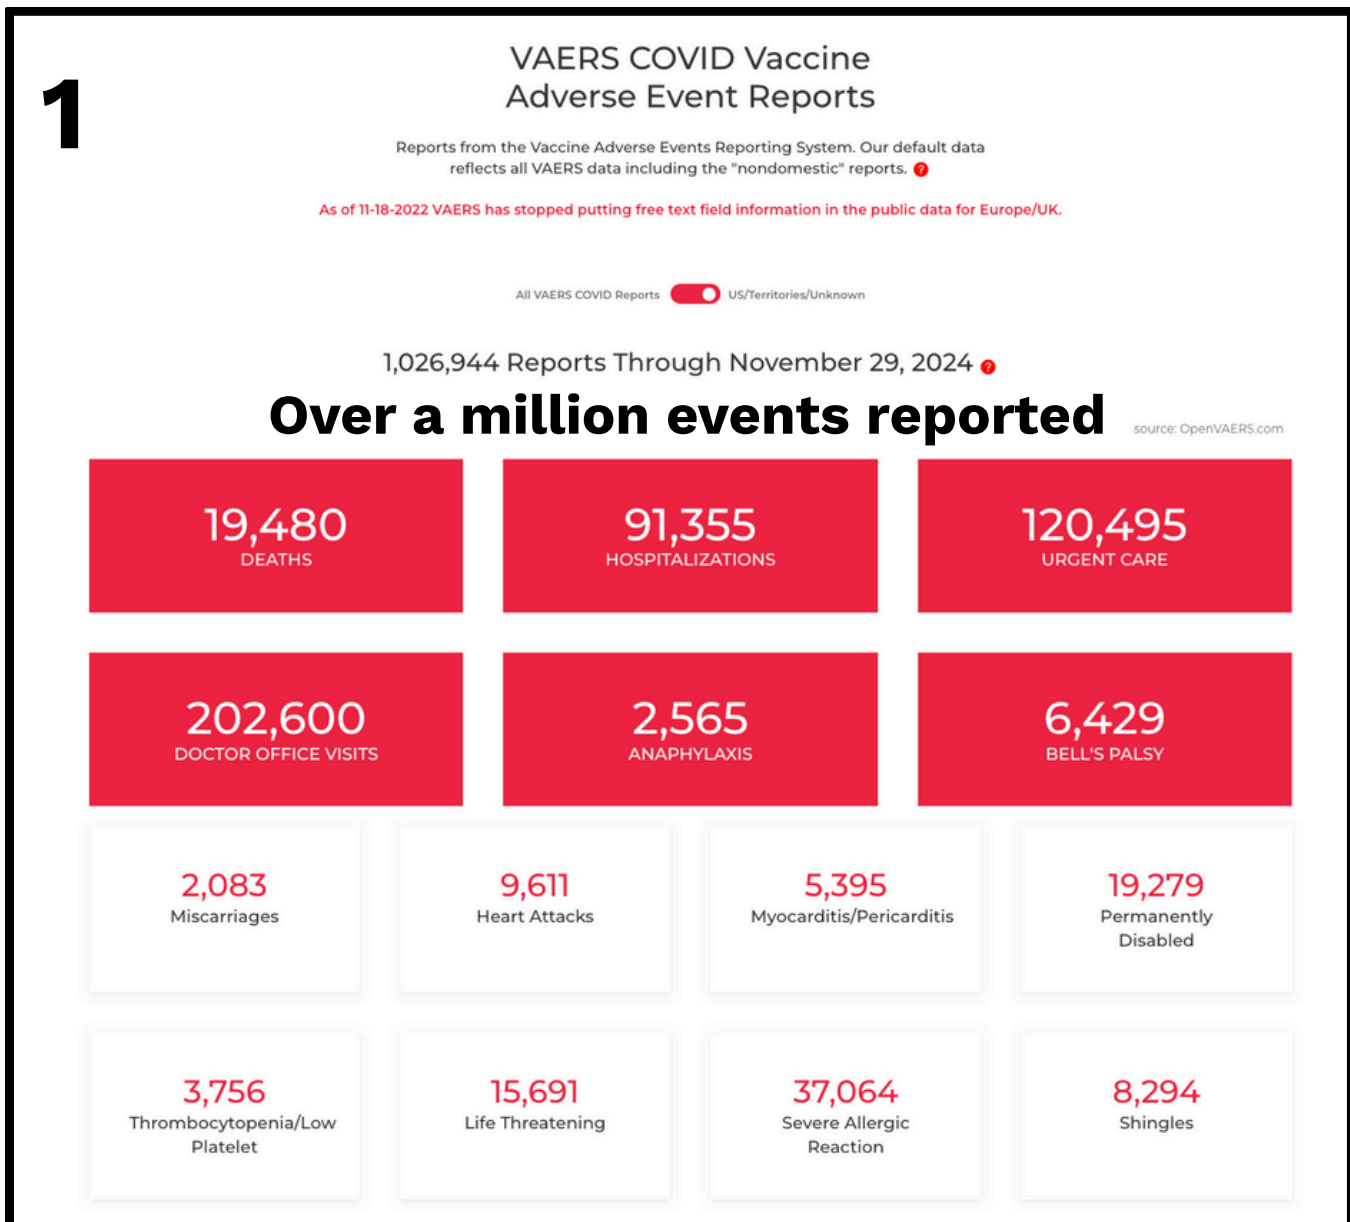 1
VAERS COVID Vaccine
Adverse Event Reports
Reports from the Vaccine Adverse Events Reporting System. Our default data
reflects all VAERS data including the "nondomestic" reports. ?
As of 11-18-2022 VAERS has stopped putting free text field information in the public data for Europe/UK.
All VAERS COVID Reports US/Territories/Unknown
1,026,944 Reports Through November 29, 2024 ?
Over a million events reported
source: OpenVAERS.com
19,480
DEATHS
91,355
HOSPITALIZATIONS
120,495
URGENT CARE
202,600
DOCTOR OFFICE VISITS
2,565
ANAPHYLAXIS
6,429
BELL'S PALSY
2,083
Miscarriages
9,611
Heart Attacks
5,395
Myocarditis/Pericarditis
19,279
Permanently
Disabled
3,756
Thrombocytopenia/Low
Platelet
15,691
Life Threatening
37,064
Severe Allergic
Reaction
8,294
Shingles